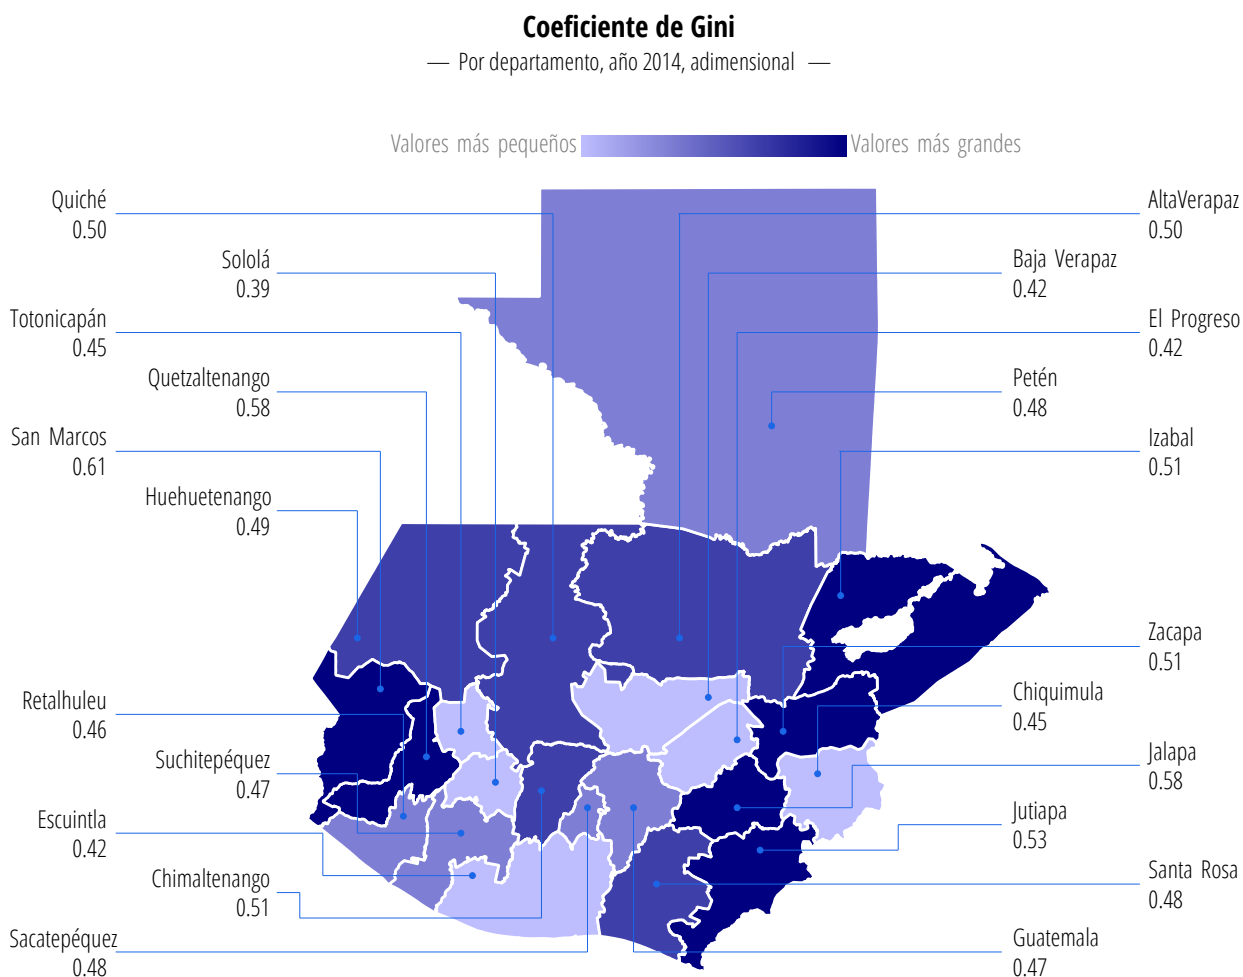 Coeficiente de Gini
— Por departamento, año 2014, adimensional —
Valores más pequeños
Valores más grandes
Quiché
0.50
AltaVerapaz
0.50
Sololá
0.39
Baja Verapaz
0.42
Totonicapán
0.45
El Progreso
0.42
Quetzaltenango
0.58
Petén
0.48
San Marcos
0.61
Izabal
0.51
Huehuetenango
0.49
Zacapa
0.51
Retalhuleu
0.46
Chiquimula
0.45
Suchitepéquez
0.47
Jalapa
0.58
Escuintla
0.42
Jutiapa
0.53
Chimaltenango
0.51
Santa Rosa
0.48
Sacatepéquez
0.48
Guatemala
0.47